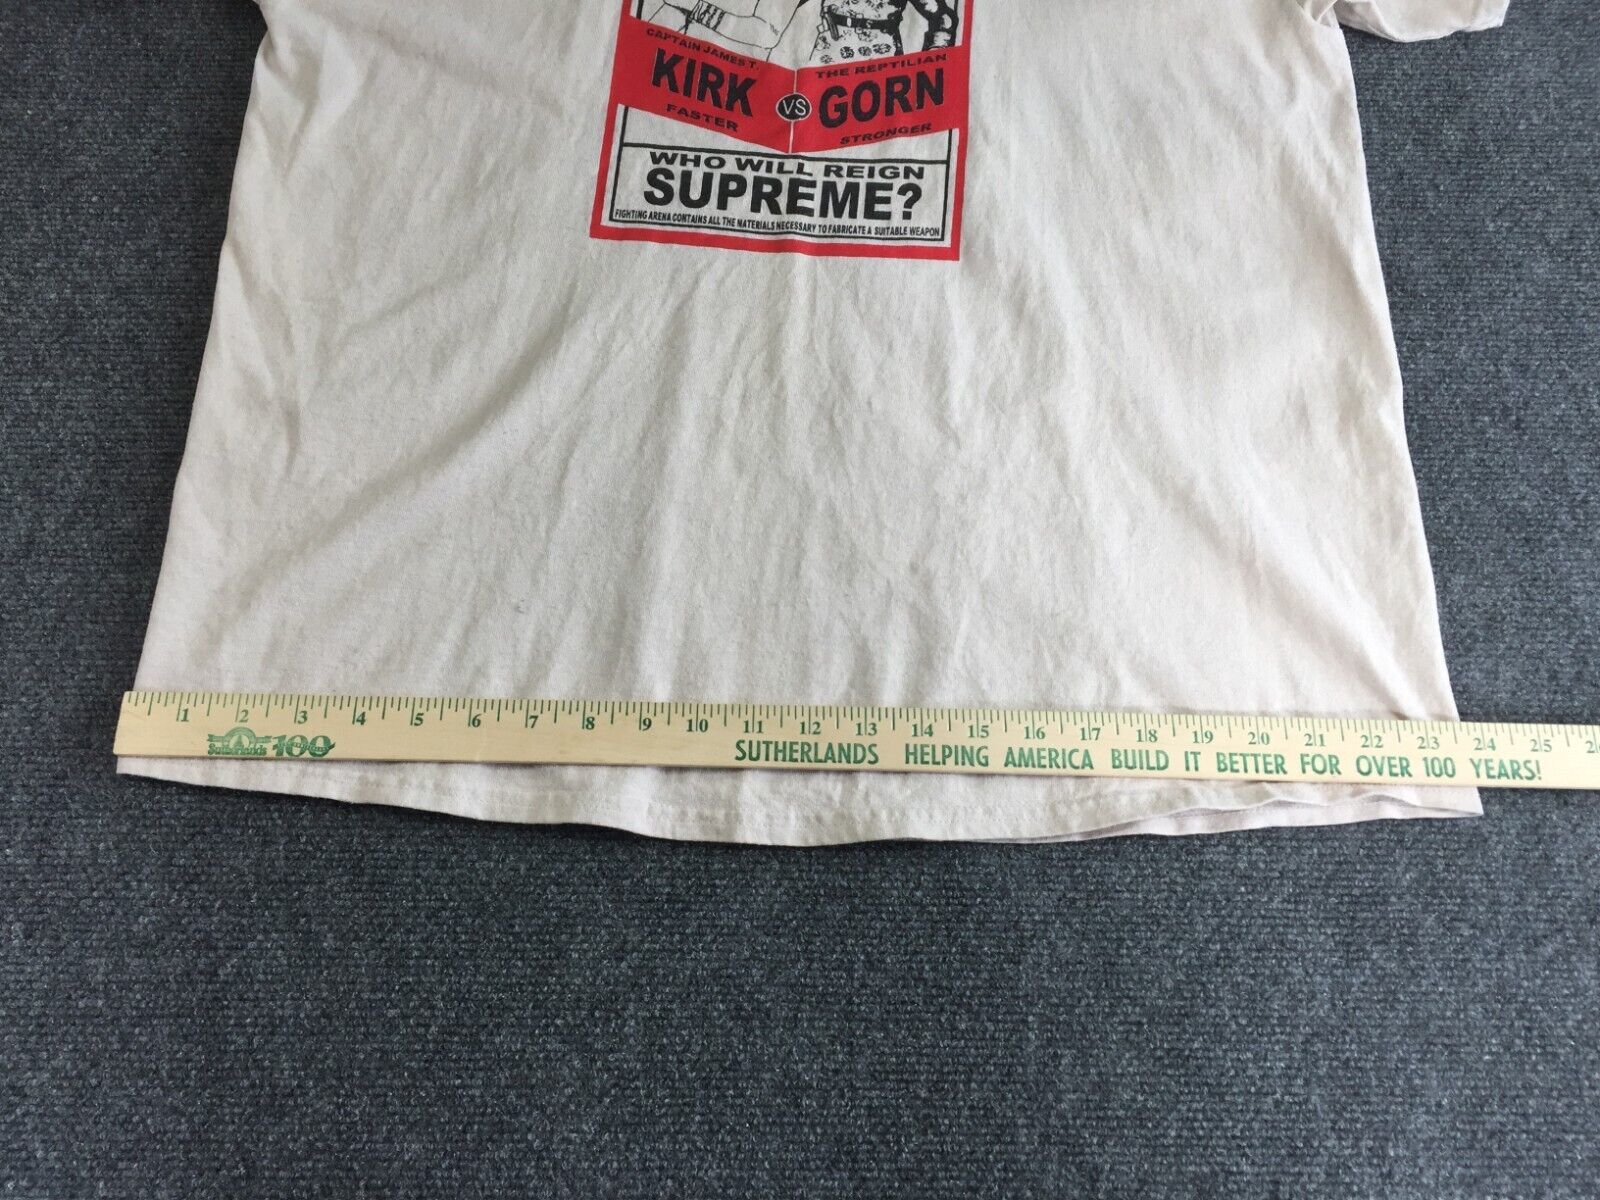 CAPTAIN JAMES T.
KIRK
FASTER
VS
THE REPTILIAN
GORN
STRONGER
WHO WILL REIGN
SUPREME?
FIGHTING ARENA CONTAINS ALL THE MATERIALS NECESSARY TO FABRICATE A SUITABLE WEAPON
1 2 3 4 5 6 7 8 9 10 11 12 13 14 15 16 17 18 19 20 21 22 23 24 25
Sutherlands 100
SUTHERLANDS HELPING AMERICA BUILD IT BETTER FOR OVER 100 YEARS!